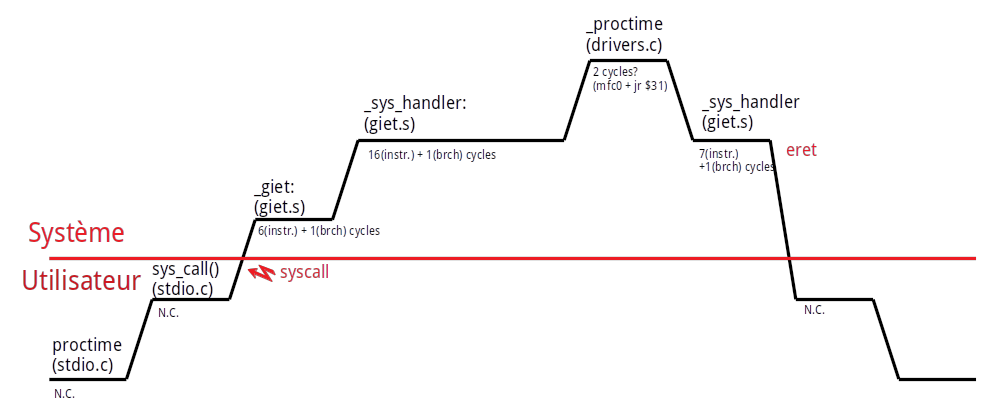 _proctime
(drivers.c)
2 cycles?
(mfc0 + jr $31)
_sys_handler:
(giet.s)
16(instr.) + 1(brch) cycles
_sys_handler
(giet.s)
7(instr.)
+1(brch) cycles
eret
_giet:
(giet.s)
6(instr.) + 1(brch) cycles
Système
Utilisateur
sys_call()
(stdio.c)
N.C.
syscall
N.C.
proctime
(stdio.c)
N.C.